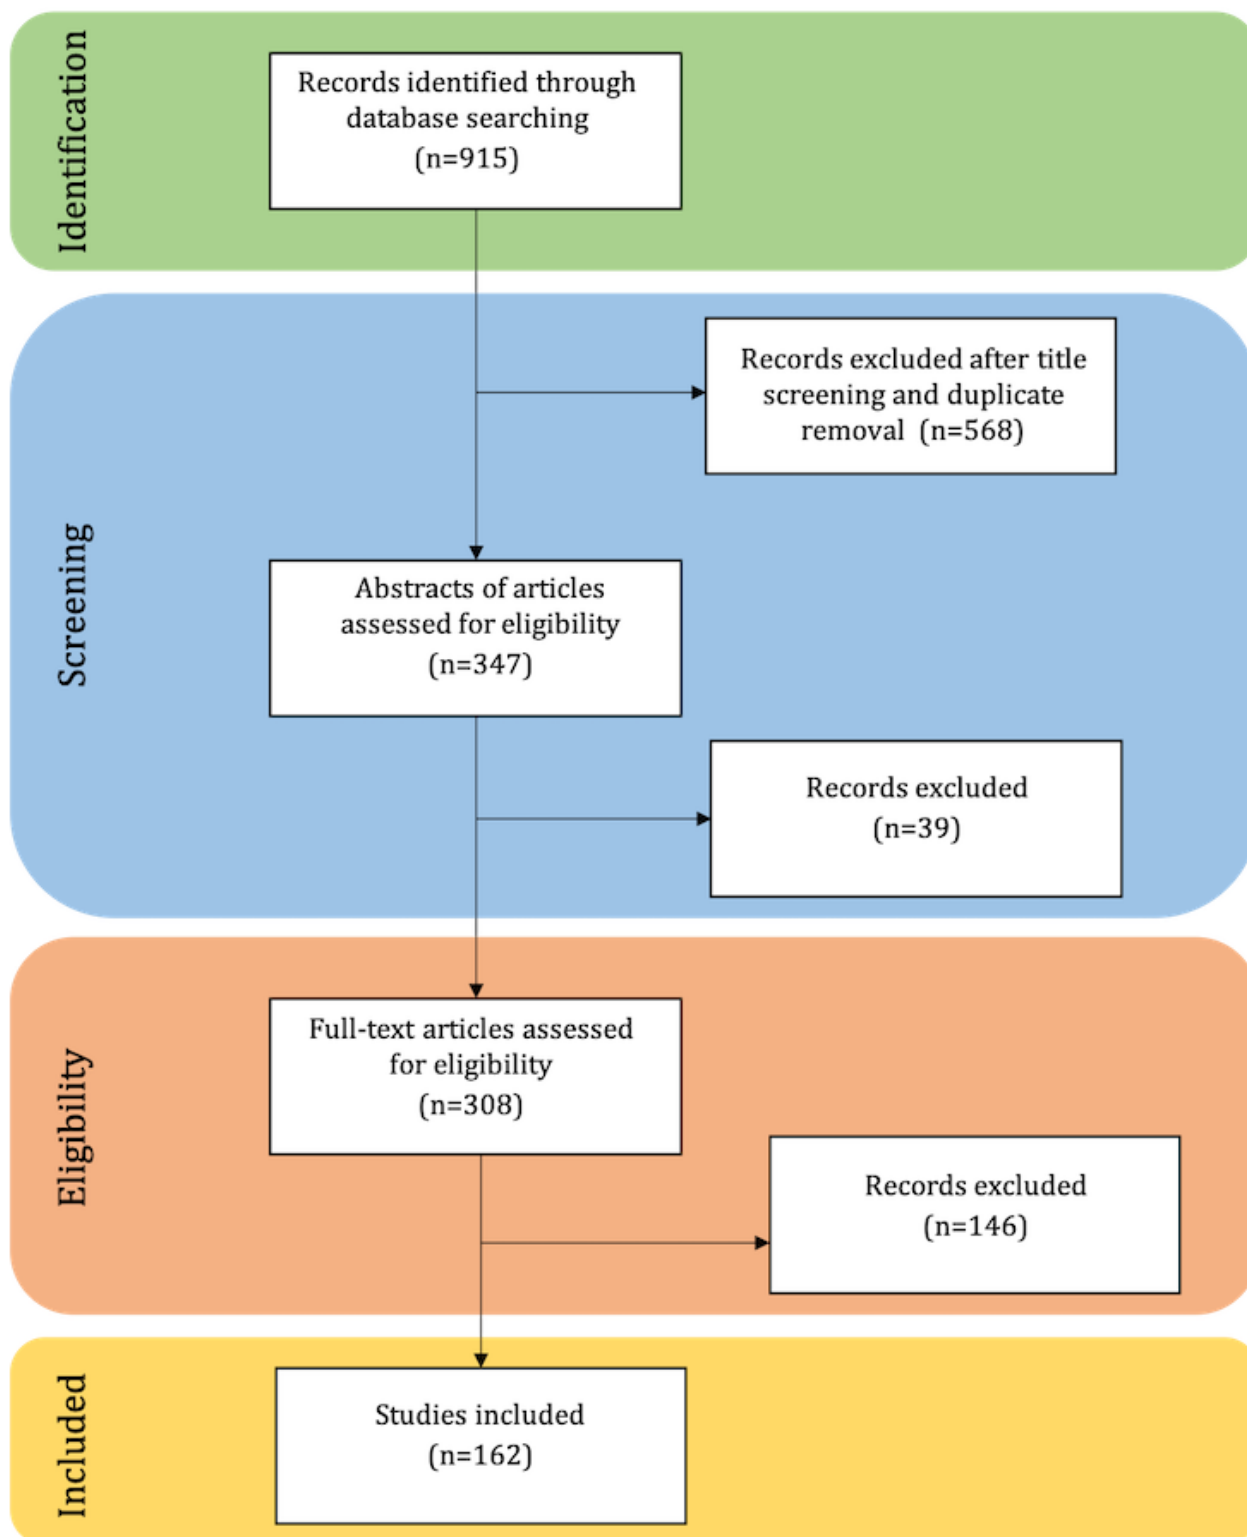 Identification
Records identified through
database searching
(n=915)
Screening
Records excluded after title
screening and duplicate
removal (n=568)
Abstracts of articles
assessed for eligibility
(n=347)
Records excluded
(n=39)
Eligibility
Full-text articles assessed
for eligibility
(n=308)
Records excluded
(n=146)
Included
Studies included
(n=162)